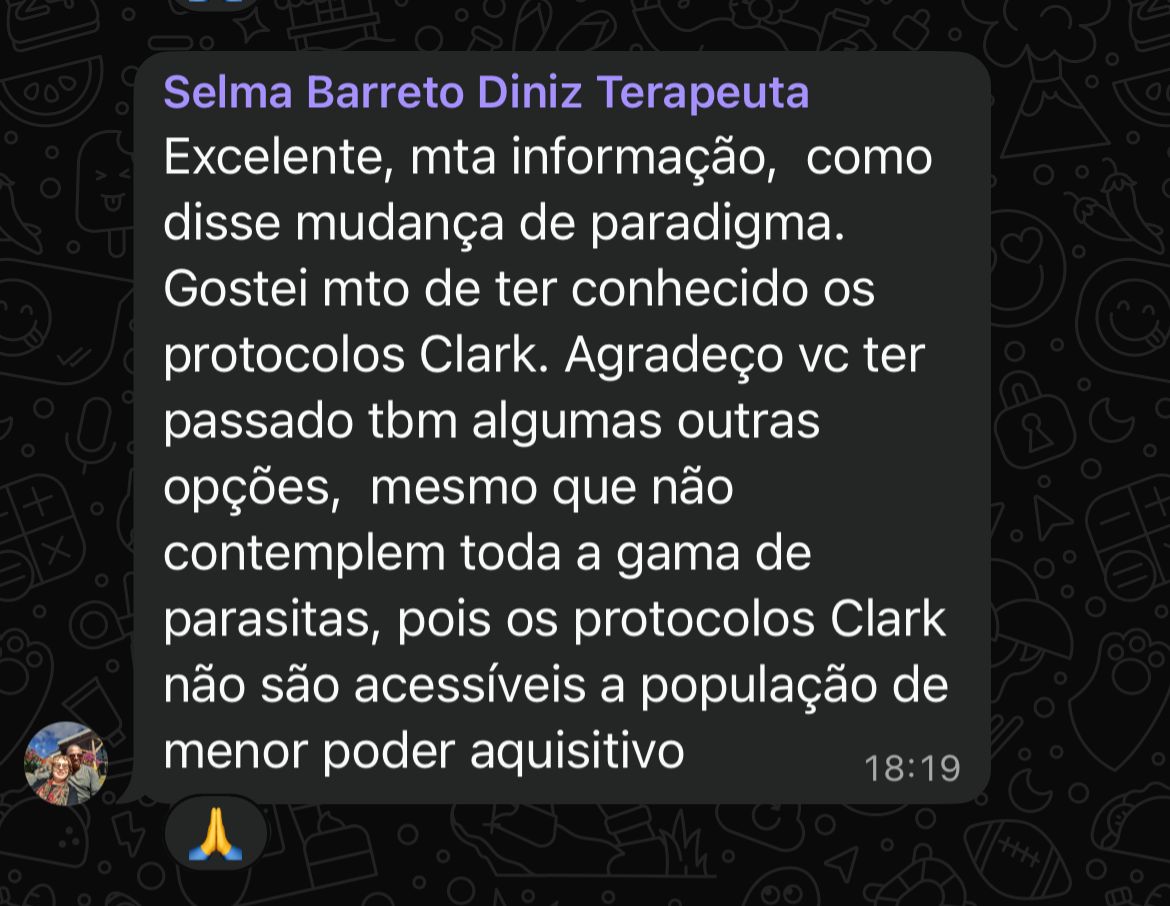 Selma Barreto Diniz Terapeuta
Excelente, mta informação,  como
disse mudança de paradigma.
Gostei mto de ter conhecido os
protocolos Clark. Agradeço vc ter
passado tbm algumas outras
opções,  mesmo que não
contemplem toda a gama de
parasitas, pois os protocolos Clark
não são acessíveis a população de
menor poder aquisitivo
18:19